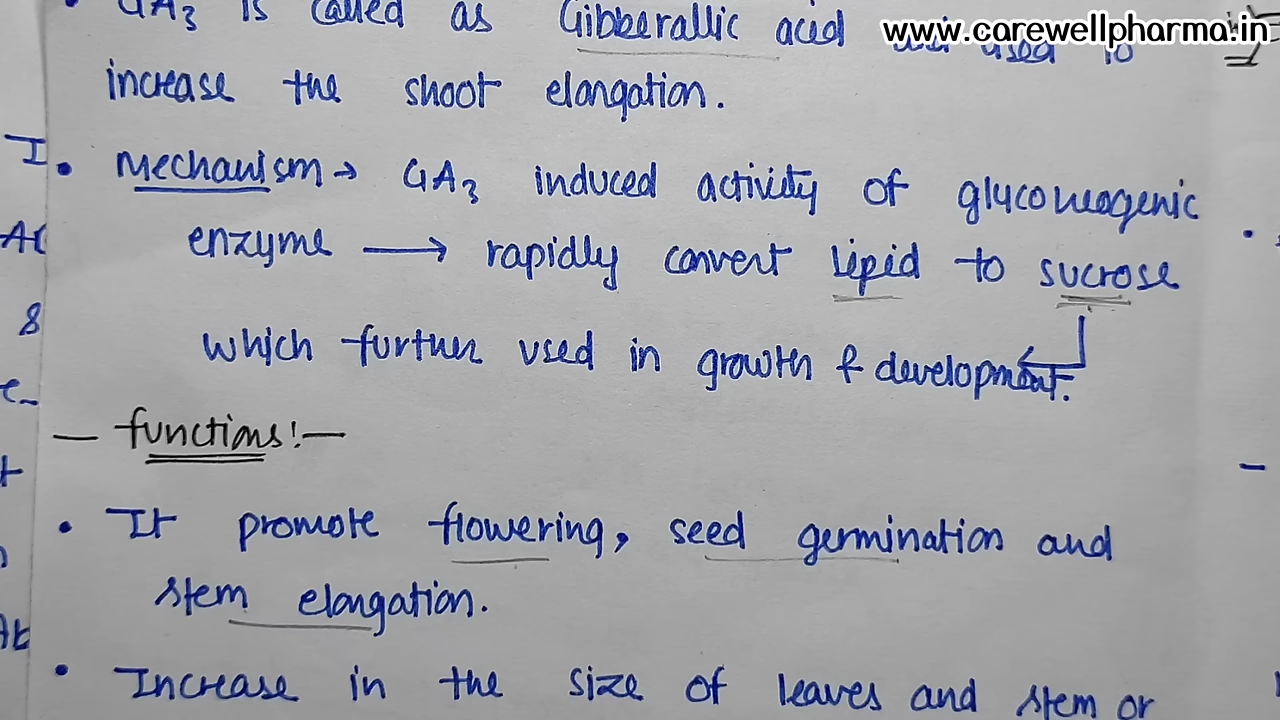 www.carewellpharma.in
• GA3 is called as Gibberallic acid used to
increase the shoot elongation.
• Mechanism → GA3 induced activity of gluconeogenic
enzyme → rapidly convert lipid to sucrose
which further used in growth & development.
— functions:—
• It promote flowering, seed germination and
stem elongation.
• Increase in the size of leaves and stem or